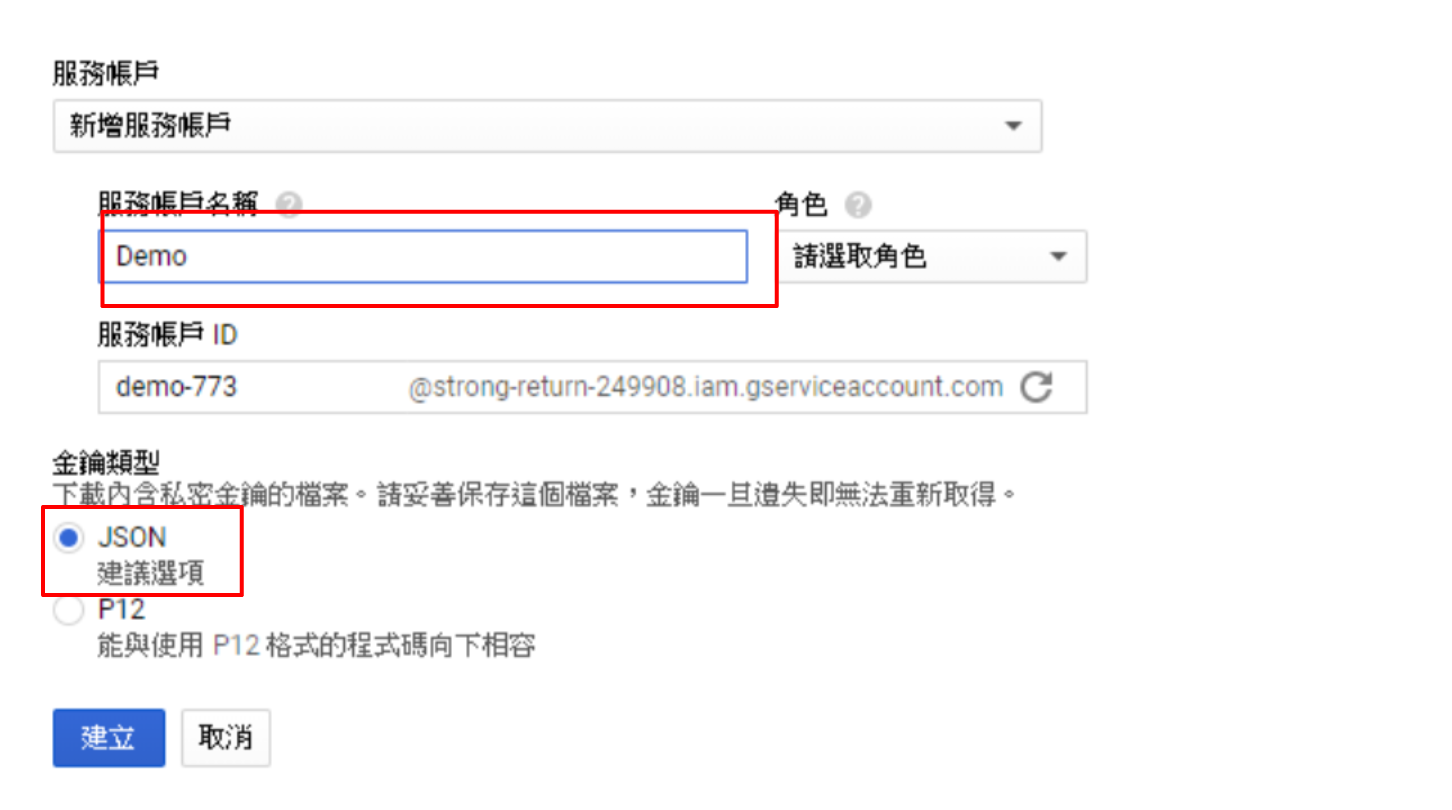 服務帳戶
新增服務帳戶
服務帳戶名稱 角色
Demo 請選取角色
服務帳戶 ID
demo-773 @strong-return-249908.iam.gserviceaccount.com
金鑰類型
下載內含私密金鑰的檔案。請妥善保存這個檔案，金鑰一旦遺失即無法重新取得。
JSON
建議選項
P12
能與使用 P12 格式的程式碼向下相容
建立 取消